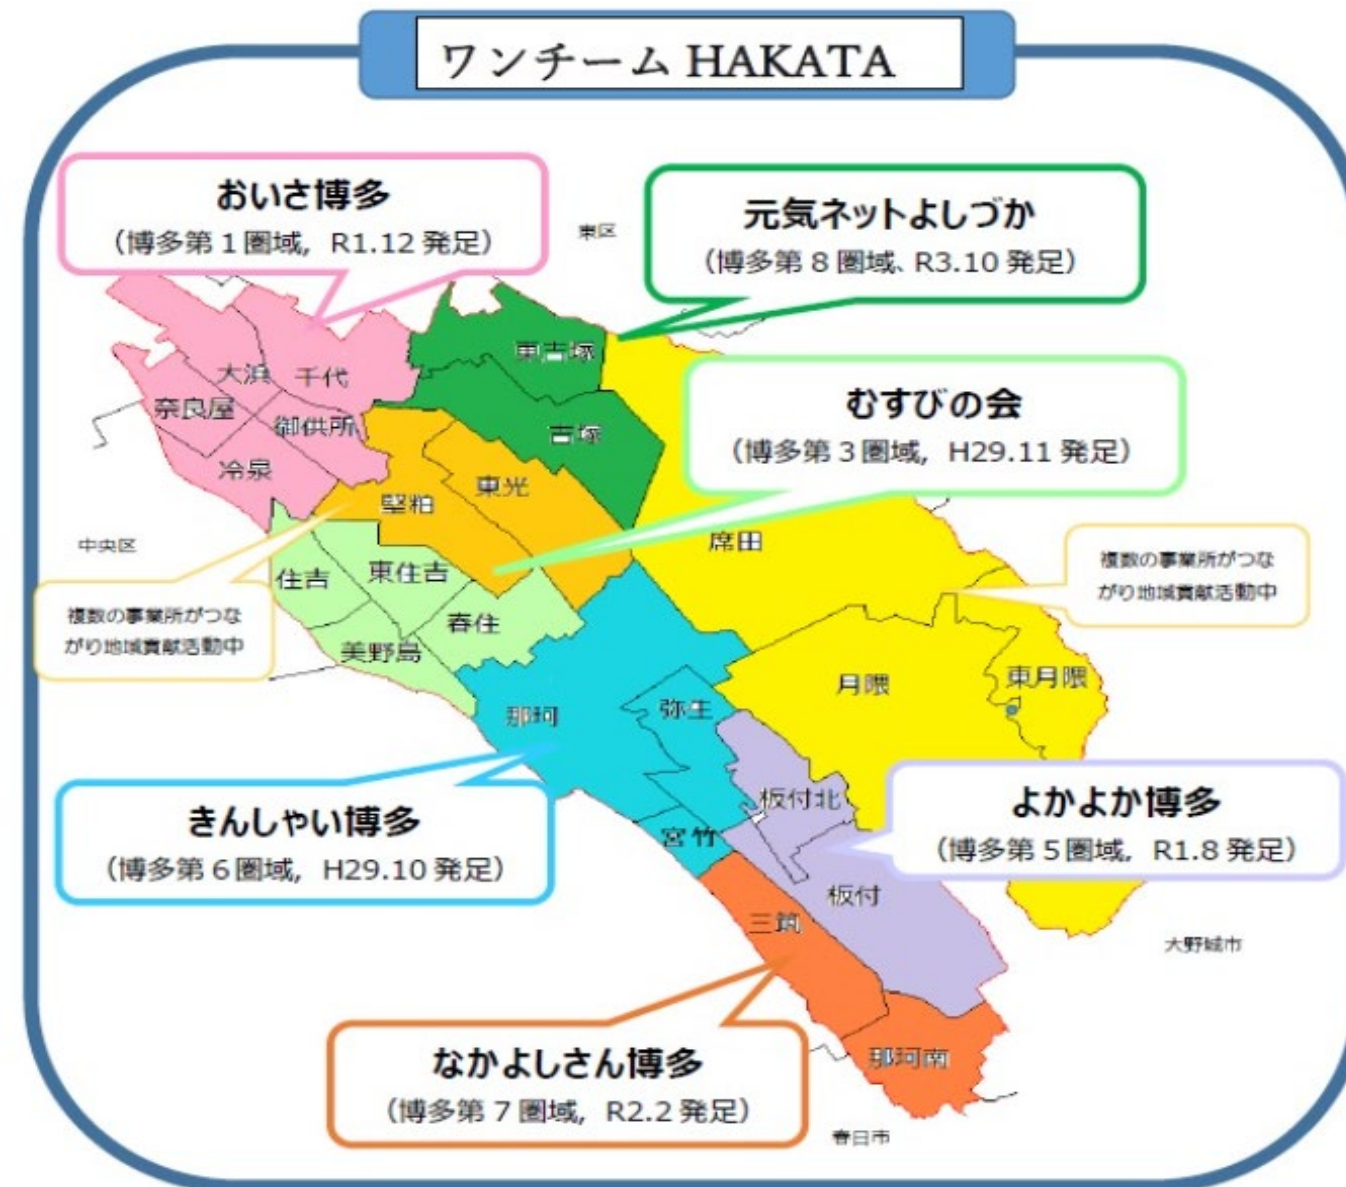 ワンチーム HAKATA
おいさ博多
（博多第１圏域，R1.12 発足）
東区
元気ネットよしづか
（博多第８圏域、R3.10 発足）
東吉塚
大浜
千代
奈良屋
御供所
吉塚
冷泉
むすびの会
（博多第３圏域，H29.11 発足）
東光
堅粕
席田
中央区
住吉
東住吉
春住
美野島
複数の事業所がつな
がり地域貢献活動中
複数の事業所がつな
がり地域貢献活動中
月隈
東月隈
那珂
弥生
板付北
宮竹
きんしゃい博多
（博多第６圏域，H29.10 発足）
よかよか博多
（博多第５圏域，R1.8 発足）
板付
三筑
大野城市
なかよしさん博多
（博多第７圏域，R2.2 発足）
那珂南
春日市